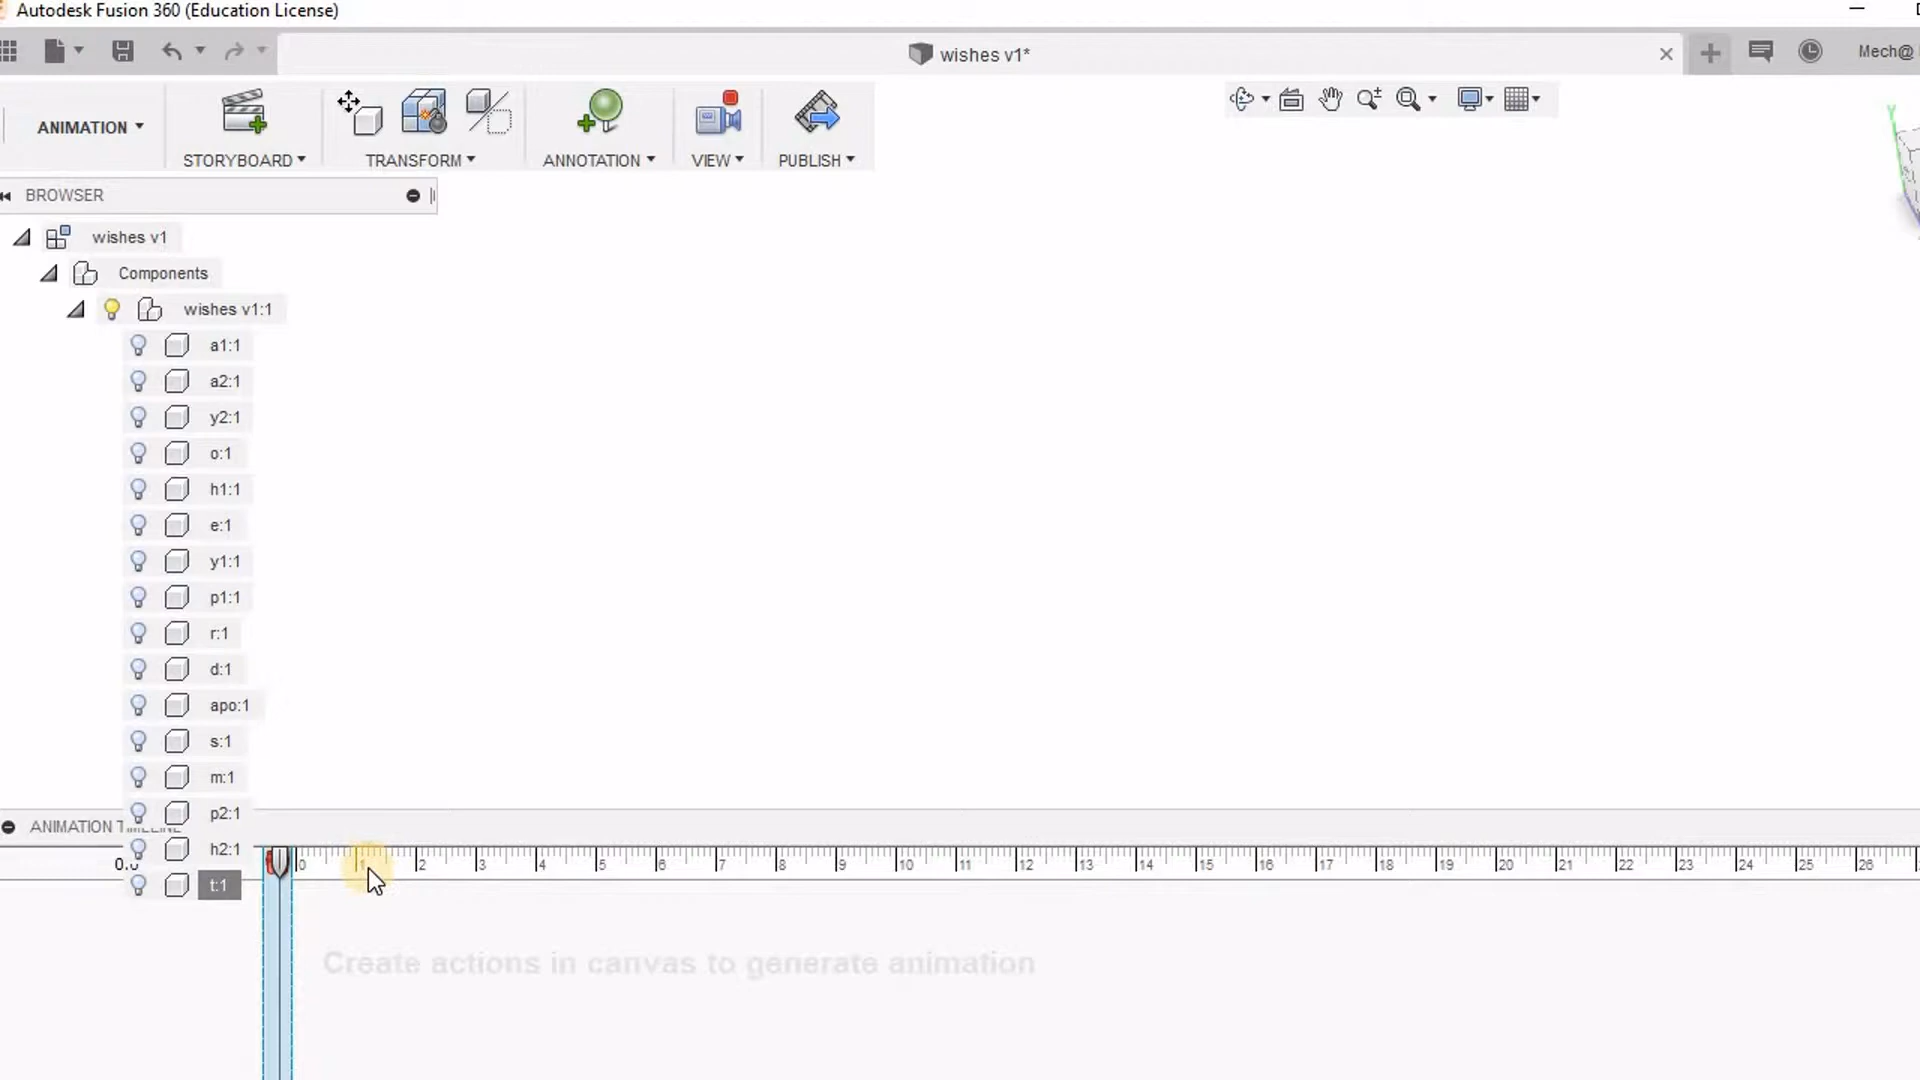 Autodesk Fusion 360 (Education License)
wishes v1*
Mech@
ANIMATION
STORYBOARD
TRANSFORM
ANNOTATION
VIEW
PUBLISH
BROWSER
wishes v1
Components
wishes v1:1
a1:1
a2:1
y2:1
o:1
h1:1
e:1
y1:1
p1:1
r:1
d:1
apo:1
s:1
m:1
p2:1
ANIMATION TIMELINE
h2:1
0 1 2 3 4 5 6 7 8 9 10 11 12 13 14 15 16 17 18 19 20 21 22 23 24 25 26
t:1
Create actions in canvas to generate animation